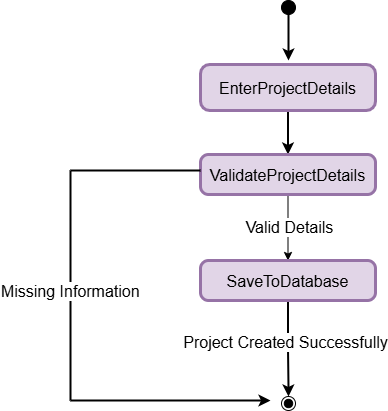 EnterProjectDetails
ValidateProjectDetails
Valid Details
SaveToDatabase
Missing Information
Project Created Successfully